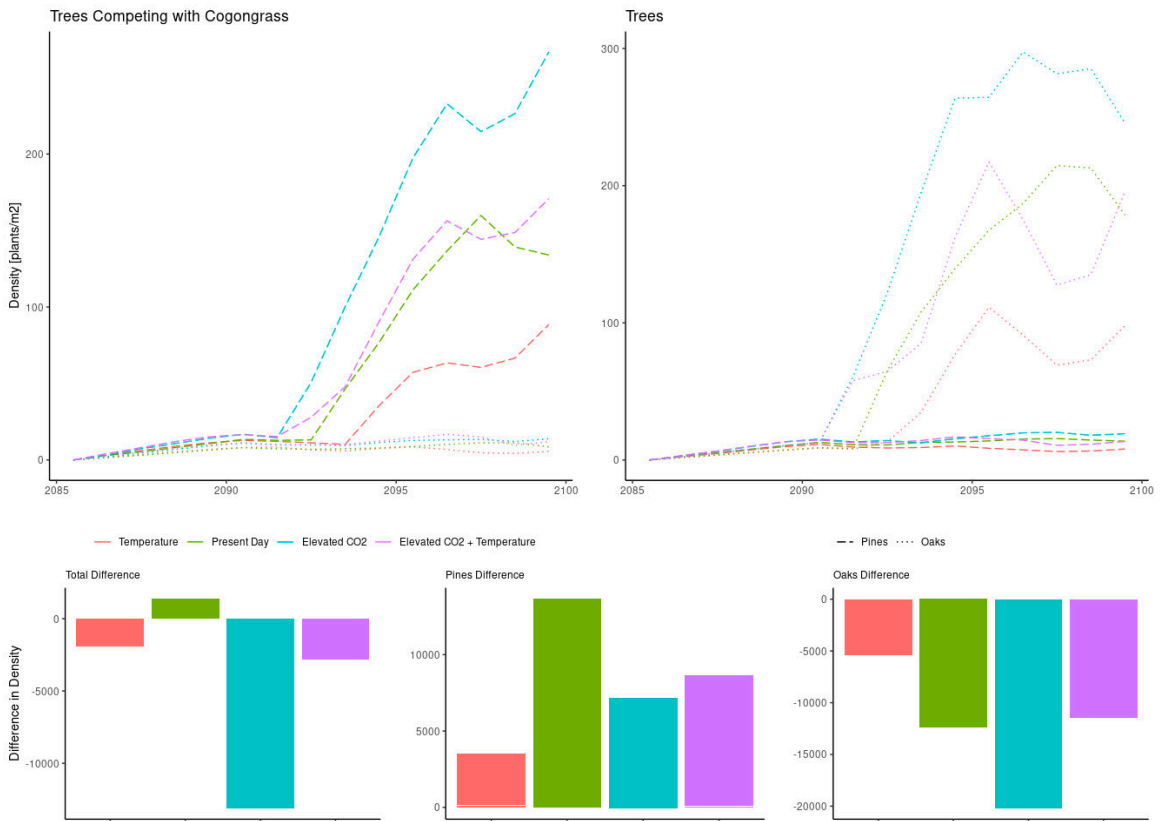 Trees Competing with Cogongrass
Trees
Density [plants/m2]
200
100
0
2085 2090 2095 2100
300
200
100
0
2085 2090 2095 2100
Temperature Present Day Elevated CO2 Elevated CO2 + Temperature
Pines Oaks
Total Difference
Pines Difference
Oaks Difference
Difference in Density
0
-5000
-10000
10000
5000
0
0
-5000
-10000
-15000
-20000